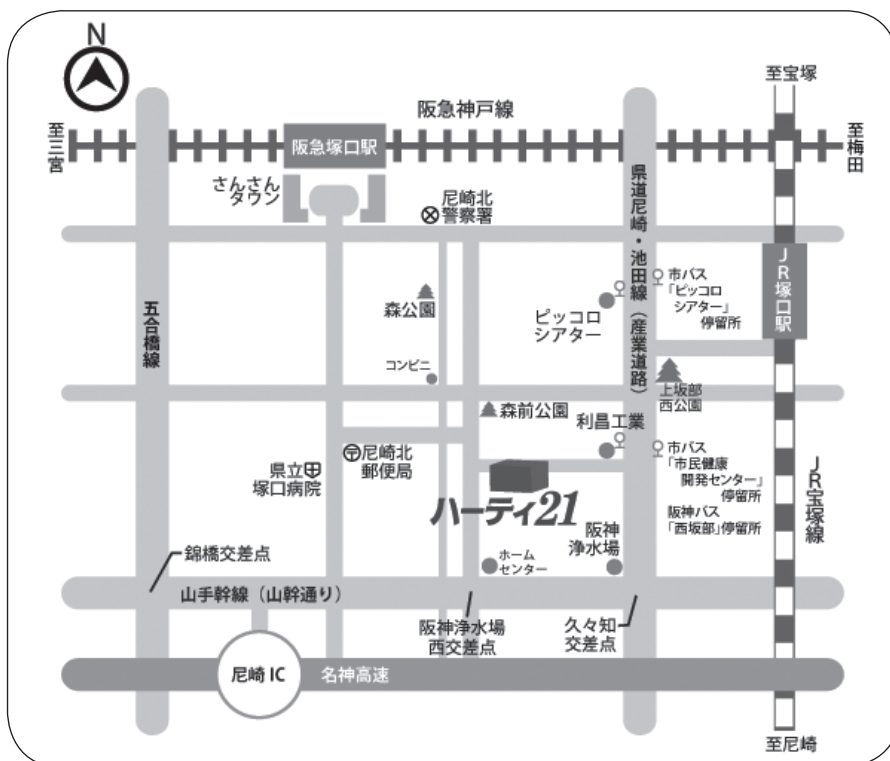 N
至宝塚
阪急神戸線
至三宮
阪急塚口駅
至梅田
さんさん
タウン
尼崎北
警察署
県道尼崎・池田線（産業道路）
市バス
「ピッコロ
シアター」
停留所
JR塚口駅
五合橋線
森公園
ピッコロ
シアター
コンビニ
上坂部
西公園
森前公園
利昌工業
尼崎北
郵便局
県立
塚口病院
市バス
「市民健康
開発センター」
停留所
阪神バス
「西坂部」停留所
JR宝塚線
ハーティ21
阪神
浄水場
ホーム
センター
錦橋交差点
山手幹線（山幹通り）
阪神浄水場
西交差点
久々知
交差点
尼崎IC
名神高速
至尼崎